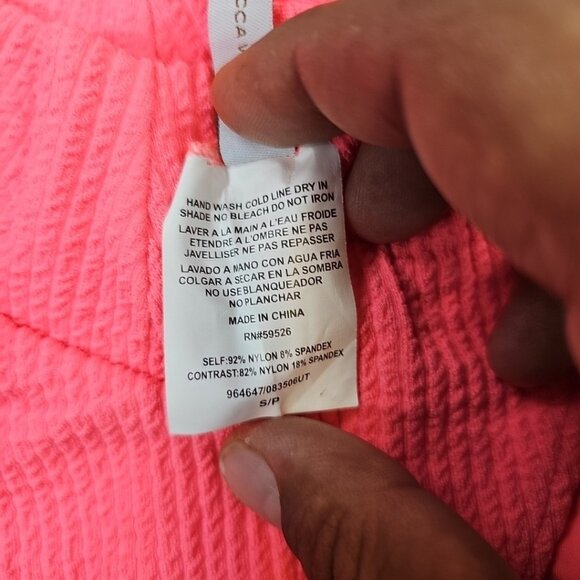 CCA
HAND WASH COLD LINE DRY IN
SHADE NO BLEACH DO NOT IRON
LAVER A LA MAIN A L'EAU FROIDE
ETENDRE A L'OMBRE NE PAS
JAVELLISER NE PAS REPASSER
LAVADO A MANO CON AGUA FRIA
COLGAR A SECAR EN LA SOMBRA
NO USE BLANQUEADOR
NO PLANCHAR
MADE IN CHINA
RN#59526
SELF:92% NYLON 8% SPANDEX
CONTRAST:82% NYLON 18% SPANDEX
964647/083506UT
S/P